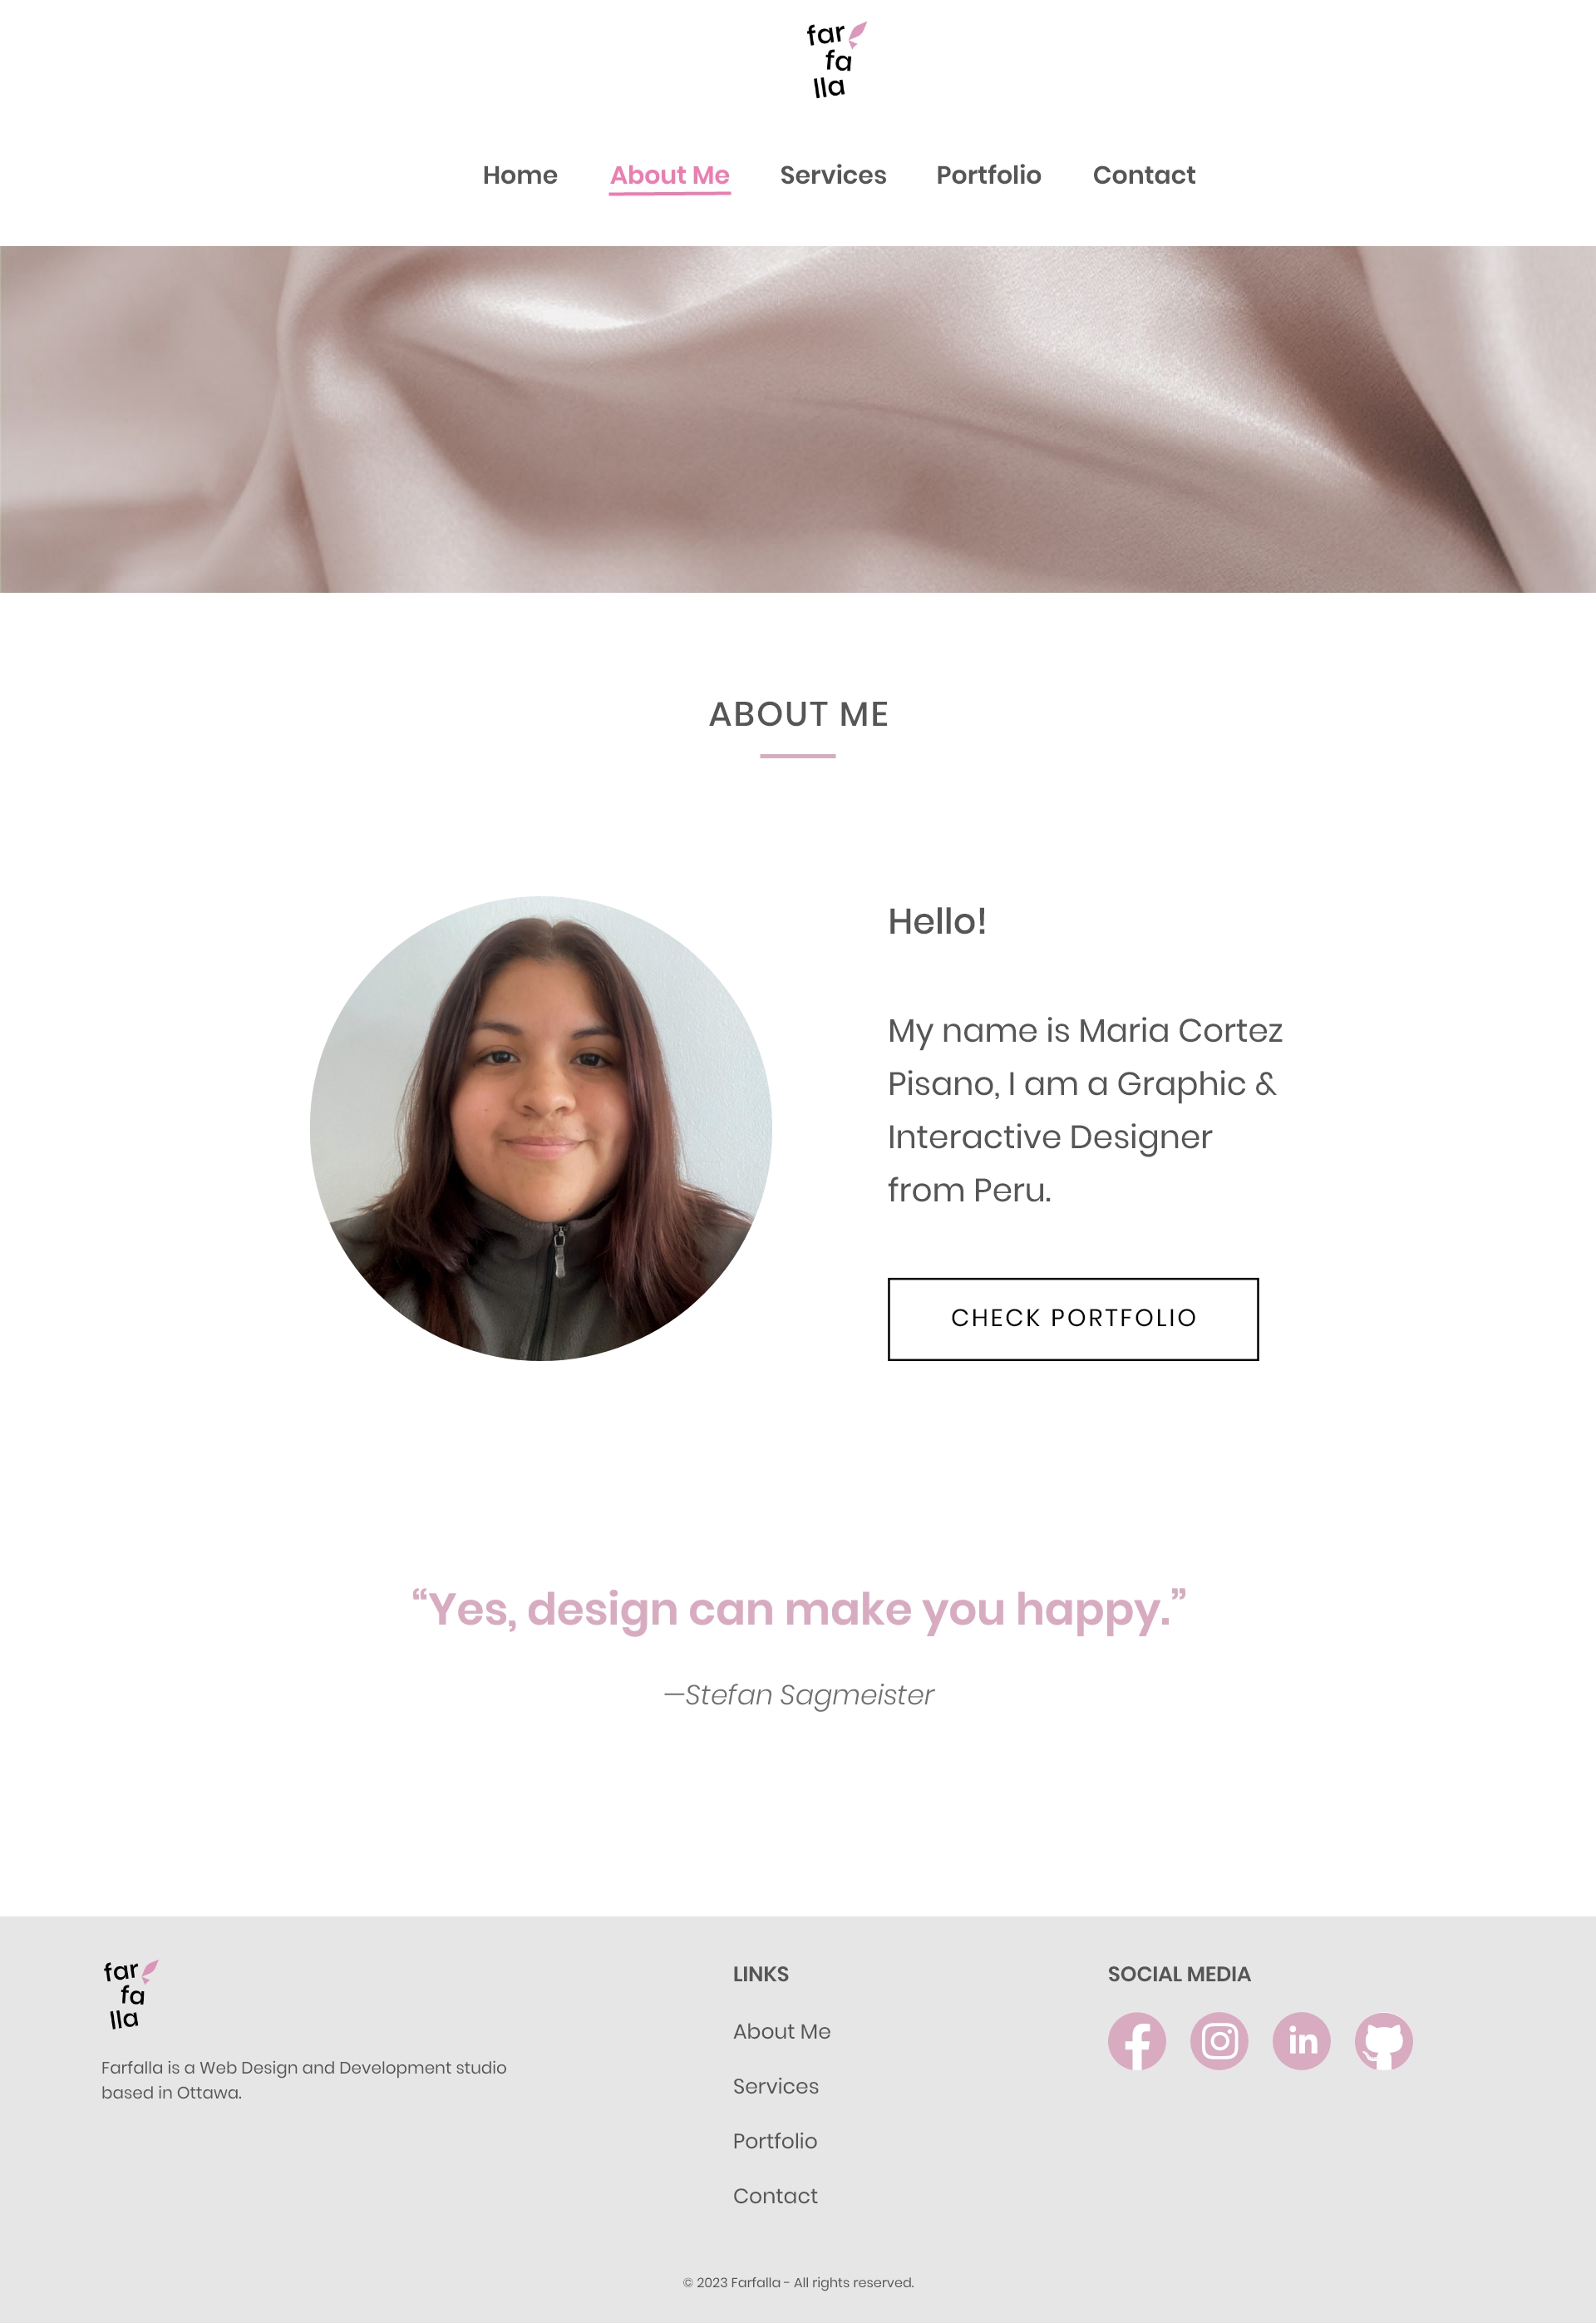 far
fa
lla
Home About Me Services Portfolio Contact
ABOUT ME
Hello!
My name is Maria Cortez
Pisano, I am a Graphic &
Interactive Designer
from Peru.
CHECK PORTFOLIO
“Yes, design can make you happy.”
—Stefan Sagmeister
far
fa
lla
Farfalla is a Web Design and Development studio
based in Ottawa.
LINKS
About Me
Services
Portfolio
Contact
SOCIAL MEDIA
f
in
© 2023 Farfalla - All rights reserved.